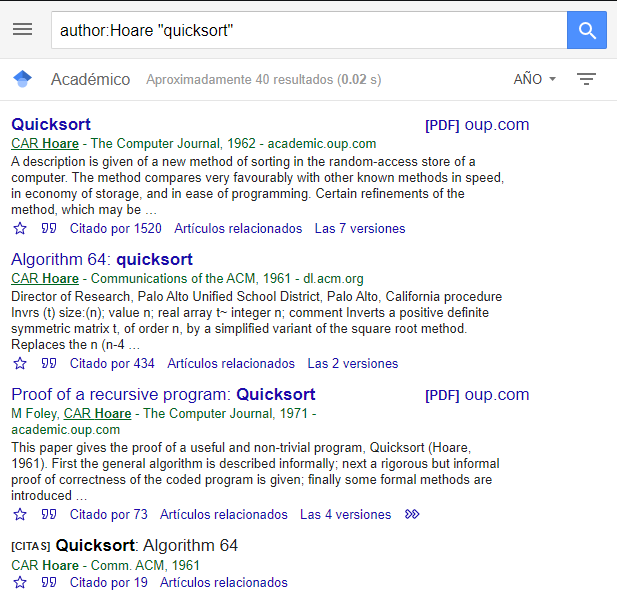 author:Hoare "quicksort"
Académico Aproximadamente 40 resultados (0.02 s) AÑO
Quicksort [PDF] oup.com
CAR Hoare - The Computer Journal, 1962 - academic.oup.com
A description is given of a new method of sorting in the random-access store of a
computer. The method compares very favourably with other known methods in speed,
in economy of storage, and in ease of programming. Certain refinements of the
method, which may be …
Citado por 1520 Artículos relacionados Las 7 versiones
Algorithm 64: quicksort
CAR Hoare - Communications of the ACM, 1961 - dl.acm.org
Director of Research, Palo Alto Unified School District, Palo Alto, California procedure
Invrs (t) size:(n); value n; real array t~ integer n; comment Inverts a positive definite
symmetric matrix t, of order n, by a simplified variant of the square root method.
Replaces the n (n-4 …
Citado por 434 Artículos relacionados Las 2 versiones
Proof of a recursive program: Quicksort [PDF] oup.com
M Foley, CAR Hoare - The Computer Journal, 1971 -
academic.oup.com
This paper gives the proof of a useful and non-trivial program, Quicksort (Hoare,
1961). First the general algorithm is described informally; next a rigorous but informal
proof of correctness of the coded program is given; finally some formal methods are
introduced …
Citado por 73 Artículos relacionados Las 4 versiones
[CITAS] Quicksort: Algorithm 64
CAR Hoare - Comm. ACM, 1961
Citado por 19 Artículos relacionados